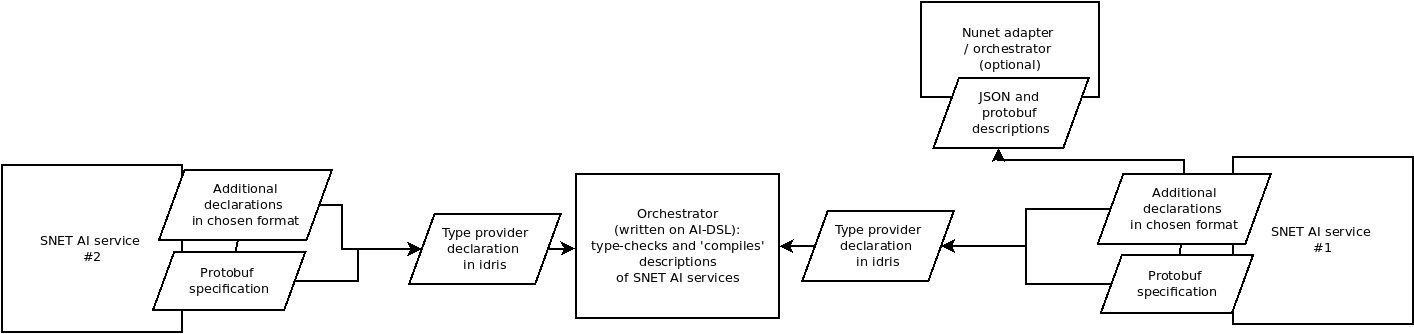 Nunet adapter
/ orchestrator
(optional)
JSON and
protobuf
descriptions
SNET AI service
#2
Additional
declarations
in chosen format
Protobuf
specification
Type provider
declaration
in idris
Orchestrator
(written on AI-DSL):
type-checks and 'compiles'
descriptions
of SNET AI services
Type provider
declaration
in idris
Additional
declarations
in chosen format
Protobuf
specification
SNET AI service
#1